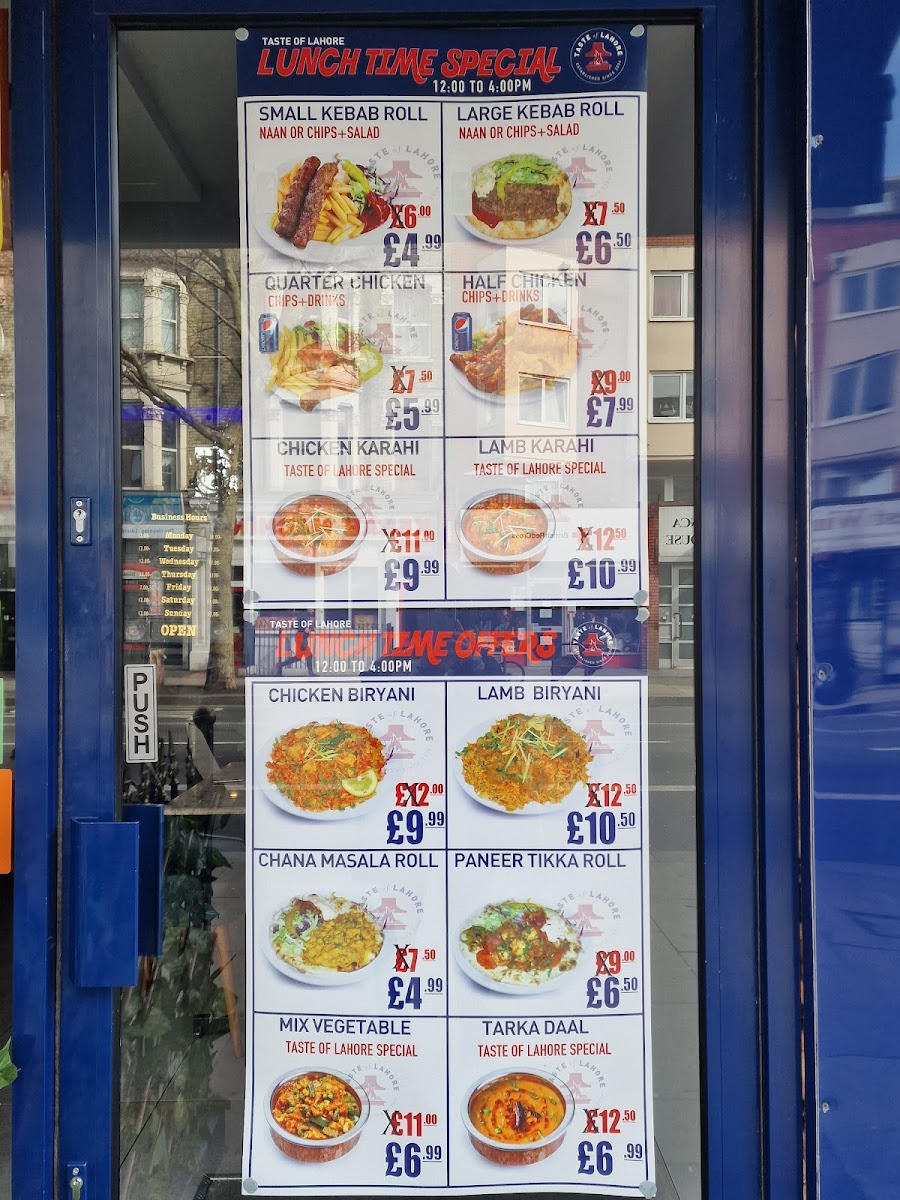 TASTE OF LAHORE
LUNCH TIME SPECIAL
12:00 TO 4:00PM
TASTE of LAHORE
SMALL KEBAB ROLL
NAAN OR CHIPS+SALAD
£6.00
£4.99
LARGE KEBAB ROLL
NAAN OR CHIPS+SALAD
£7.50
£6.50
QUARTER CHICKEN
CHIPS+DRINKS
£7.50
£5.99
HALF CHICKEN
CHIPS+DRINKS
£9.00
£7.99
CHICKEN KARAHI
TASTE OF LAHORE SPECIAL
£11.00
£9.99
LAMB KARAHI
TASTE OF LAHORE SPECIAL
£12.50
£10.99
Business Hours
Monday
Tuesday
Wednesday
Thursday
Friday
Saturday
Sunday
OPEN
PUSH
TASTE OF LAHORE
LUNCH TIME OFFERS
12:00 TO 4:00PM
TASTE of LAHORE
CHICKEN BIRYANI
£12.00
£9.99
LAMB BIRYANI
£12.50
£10.50
CHANA MASALA ROLL
£7.50
£4.99
PANEER TIKKA ROLL
£9.00
£6.50
MIX VEGETABLE
TASTE OF LAHORE SPECIAL
£11.00
£6.99
TARKA DAAL
TASTE OF LAHORE SPECIAL
£12.50
£6.99